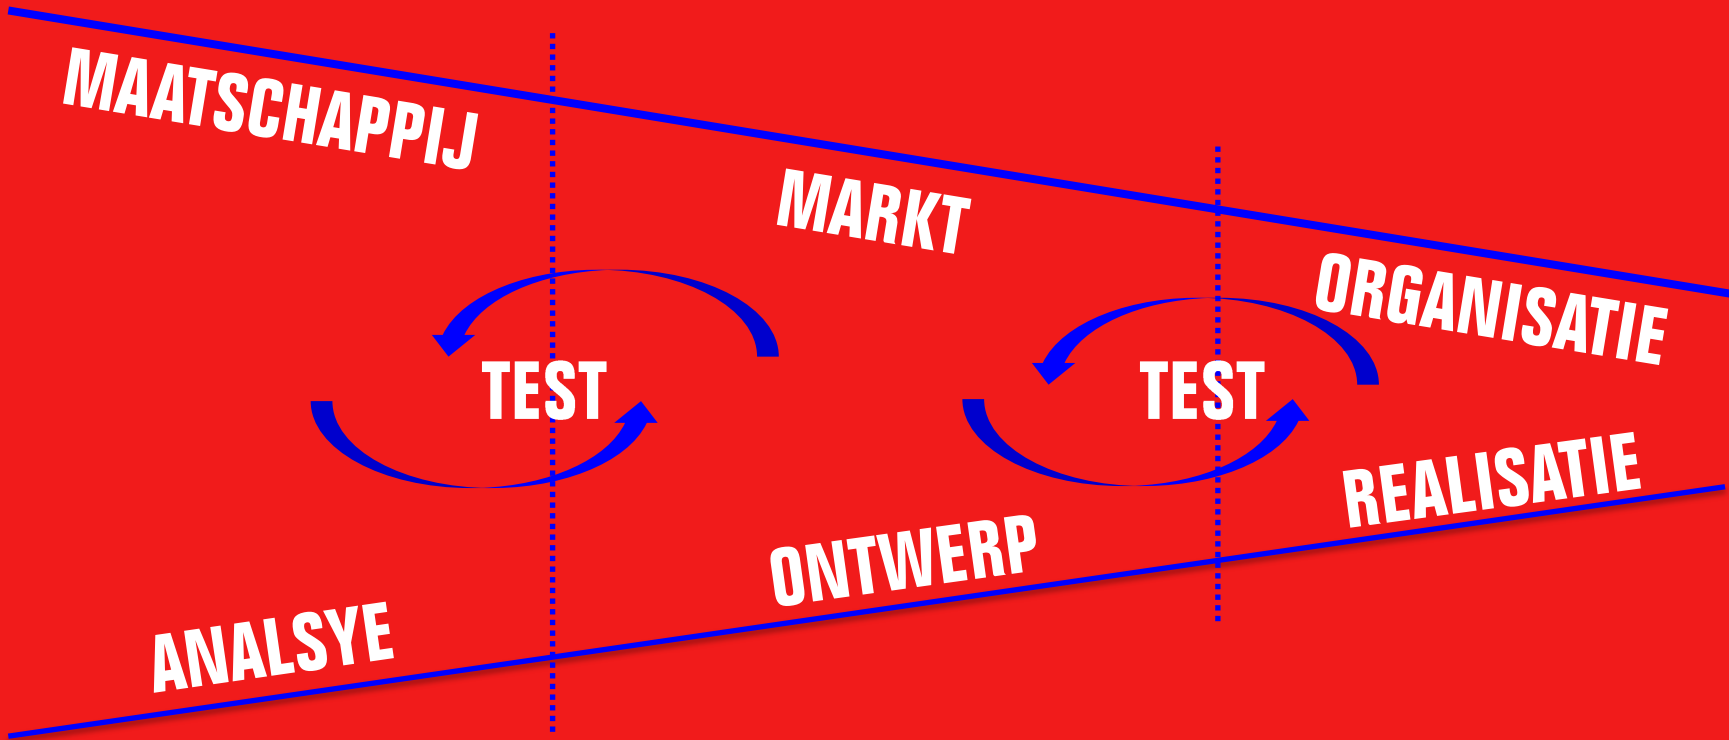 MAATSCHAPPIJ
MARKT
ORGANISATIE
TEST
TEST
REALISATIE
ONTWERP
ANALSYE